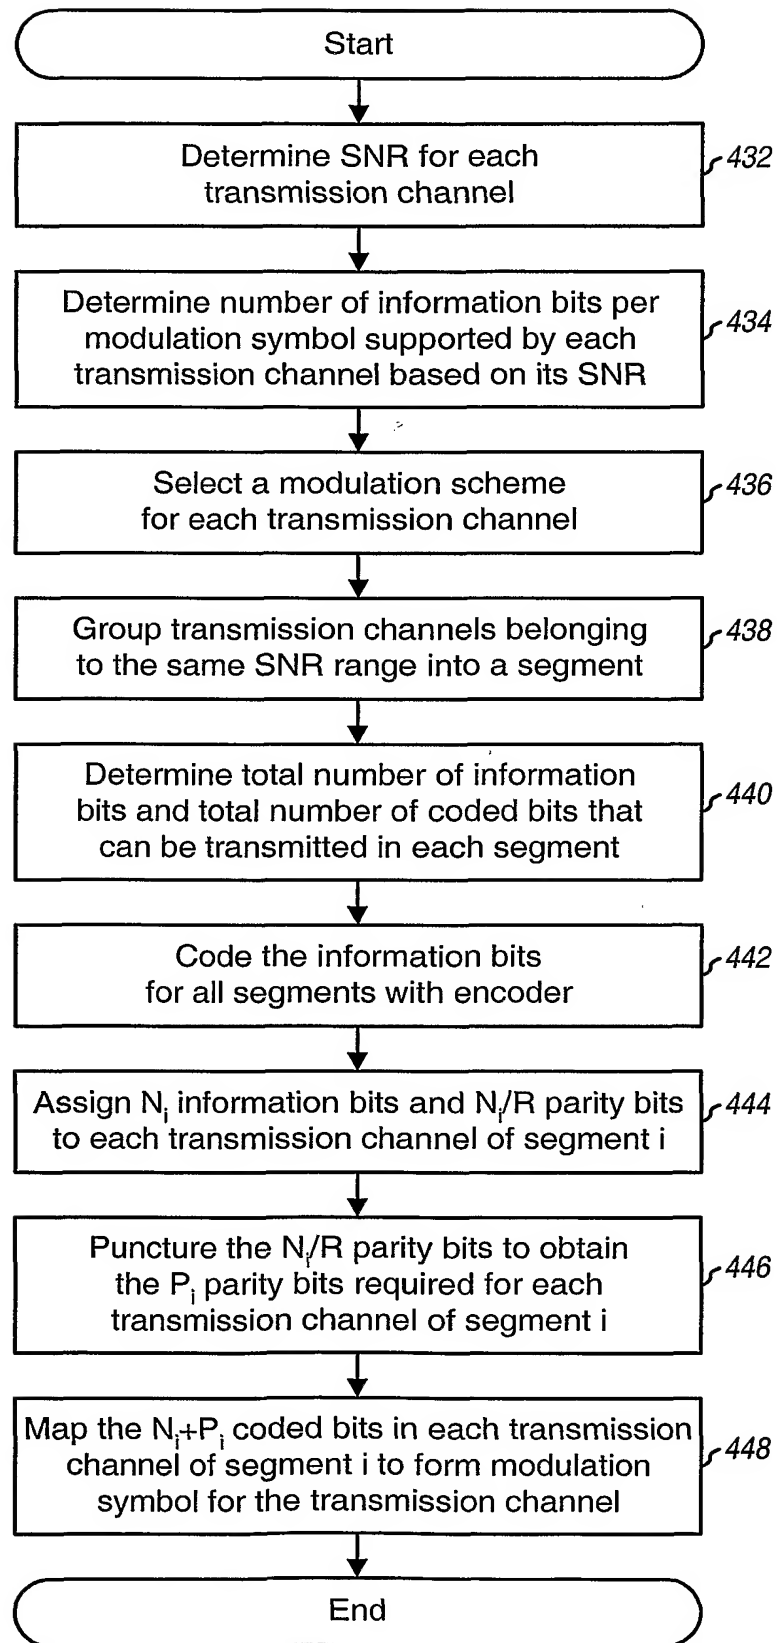 Start
Determine SNR for each
transmission channel
432
Determine number of information bits per
modulation symbol supported by each
transmission channel based on its SNR
434
Select a modulation scheme
for each transmission channel
436
Group transmission channels belonging
to the same SNR range into a segment
438
Determine total number of information
bits and total number of coded bits that
can be transmitted in each segment
440
Code the information bits
for all segments with encoder
442
Assign Ni information bits and Ni/R parity bits
to each transmission channel of segment i
444
Puncture the Ni/R parity bits to obtain
the Pi parity bits required for each
transmission channel of segment i
446
Map the Ni+Pi coded bits in each transmission
channel of segment i to form modulation
symbol for the transmission channel
448
End